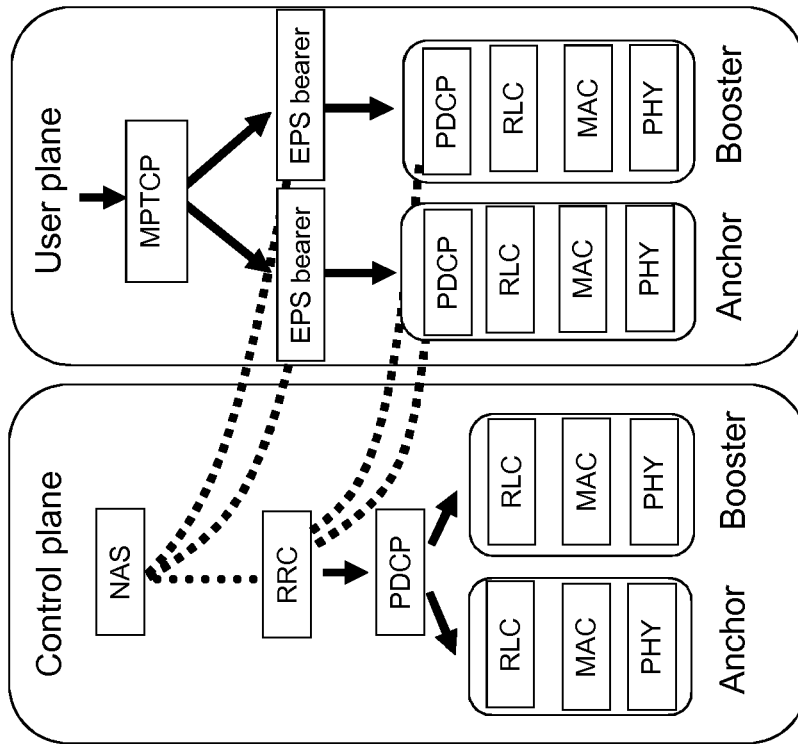 Control plane
NAS
RRC
PDCP
RLC
MAC
PHY
Anchor
RLC
MAC
PHY
Booster
User plane
MPTCP
EPS bearer
EPS bearer
PDCP
RLC
MAC
PHY
Anchor
PDCP
RLC
MAC
PHY
Booster